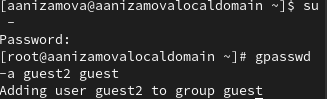 [aanizamova@aanizamovalocaldomain ~]$ su
 -
Password:
[root@aanizamovalocaldomain ~]# gpasswd
-a guest2 guest
Adding user guest2 to group guest